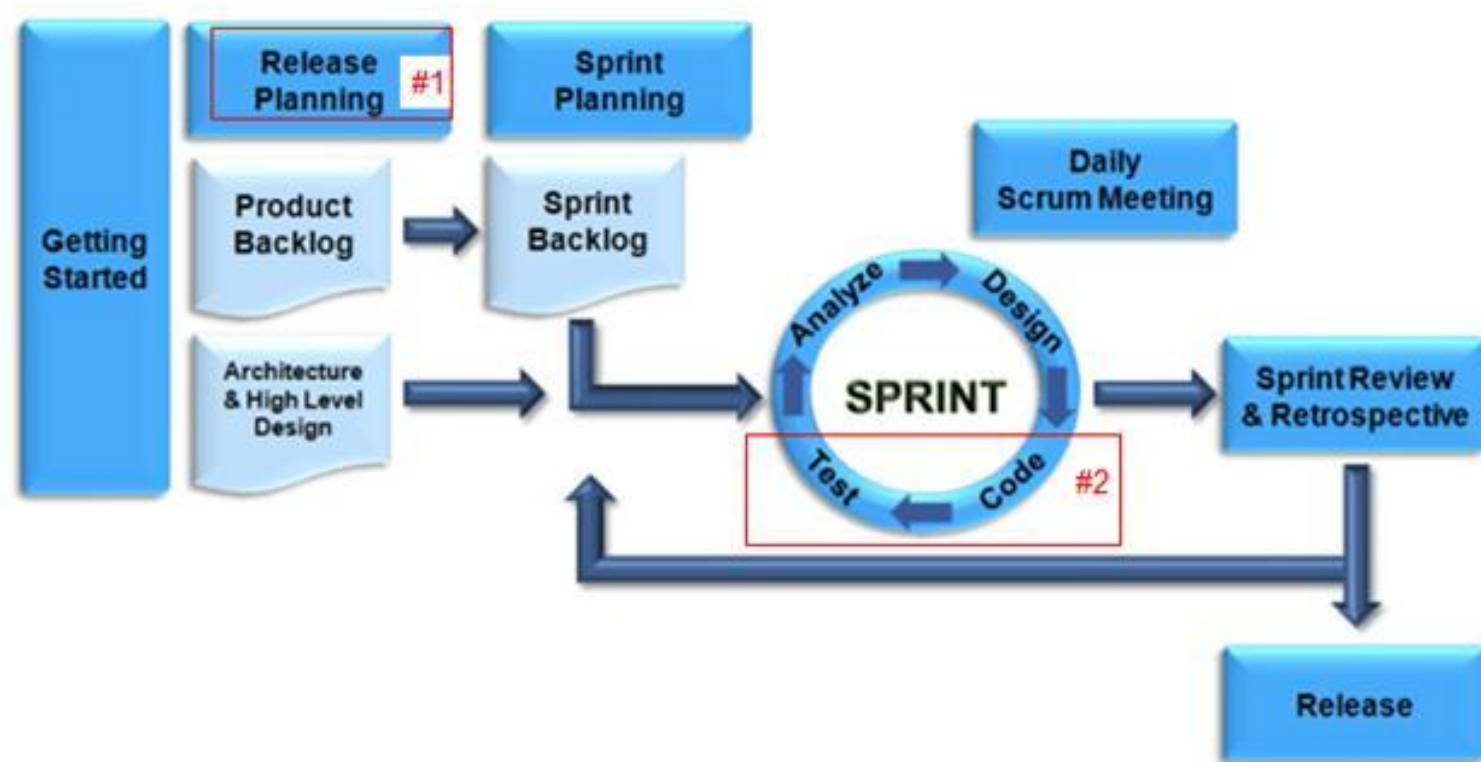 Getting
Started
Release
Planning
#1
Sprint
Planning
Product
Backlog
Sprint
Backlog
Architecture
& High Level
Design
Daily
Scrum Meeting
Analyze
Design
Code
Test
SPRINT
#2
Sprint Review
& Retrospective
Release